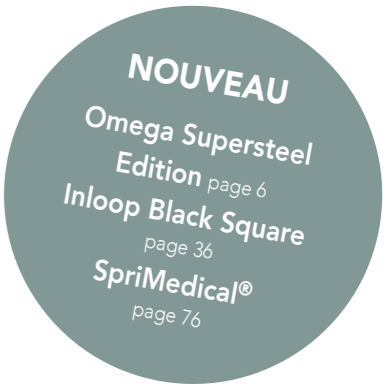 NOUVEAU
Omega Supersteel
Edition page 6
Inloop Black Square
page 36
SpriMedical®
page 76